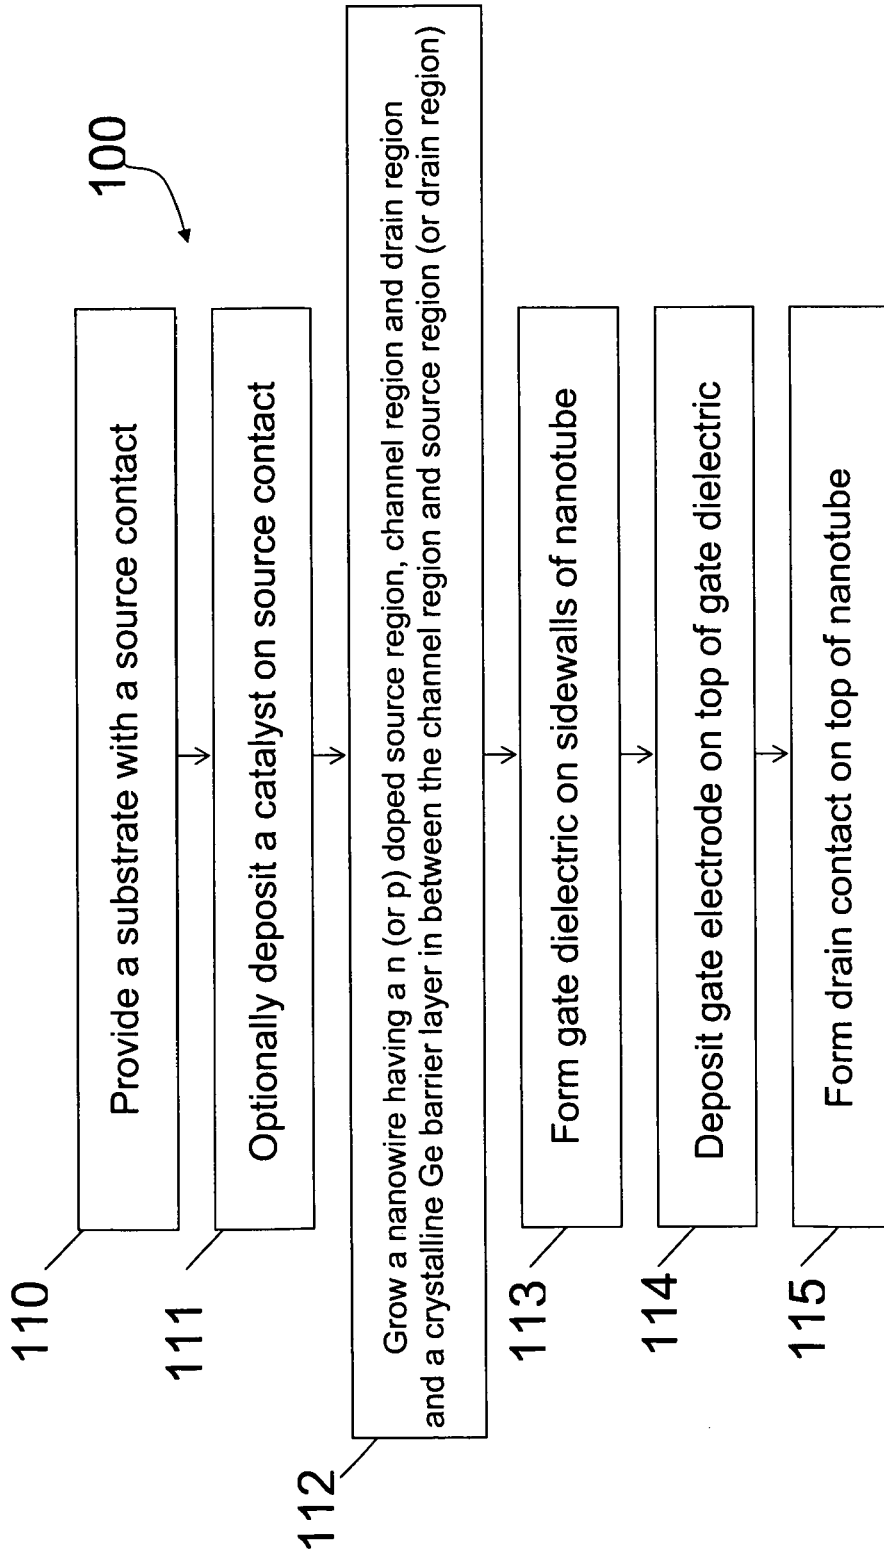 100
110
Provide a substrate with a source contact
111
Optionally deposit a catalyst on source contact
112
Grow a nanowire having a n (or p) doped source region, channel region and drain region
and a crystalline Ge barrier layer in between the channel region and source region (or drain region)
113
Form gate dielectric on sidewalls of nanotube
114
Deposit gate electrode on top of gate dielectric
115
Form drain contact on top of nanotube